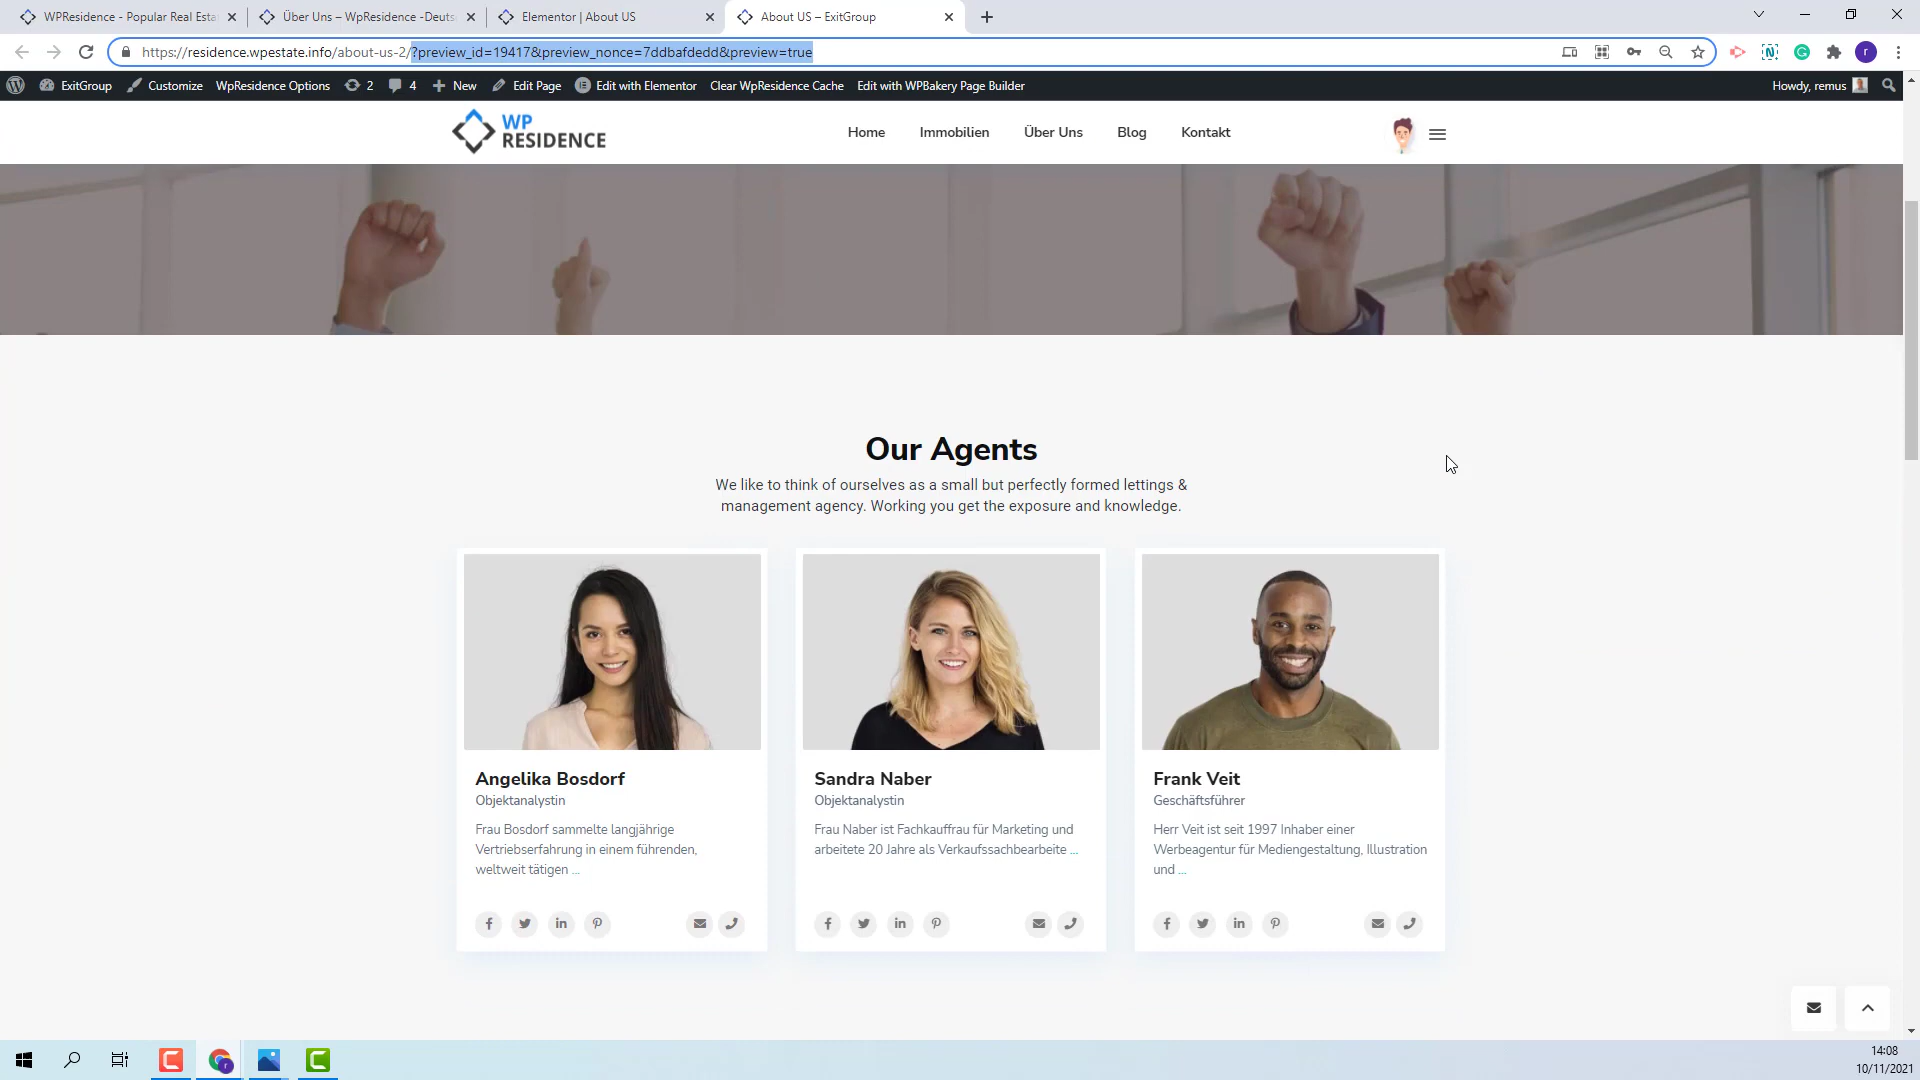 WPResidence - Popular Real Esta
Über Uns – WpResidence -Deuts
Elementor | About US
About US – ExitGroup
https://residence.wpestate.info/about-us-2/?preview_id=19417&preview_nonce=7ddbafdedd&preview=true
ExitGroup
Customize
WpResidence Options
2
4
New
Edit Page
Edit with Elementor
Clear WpResidence Cache
Edit with WPBakery Page Builder
Howdy, remus
WP
RESIDENCE
Home
Immobilien
Über Uns
Blog
Kontakt
Our Agents
We like to think of ourselves as a small but perfectly formed lettings &
management agency. Working you get the exposure and knowledge.
Angelika Bosdorf
Objektanalystin
Frau Bosdorf sammelte langjährige
Vertriebserfahrung in einem führenden,
weltweit tätigen ...
Sandra Naber
Objektanalystin
Frau Naber ist Fachkauffrau für Marketing und
arbeitete 20 Jahre als Verkaufssachbearbeite ...
Frank Veit
Geschäftsführer
Herr Veit ist seit 1997 Inhaber einer
Werbeagentur für Mediengestaltung, Illustration
und ...
14:08
10/11/2021